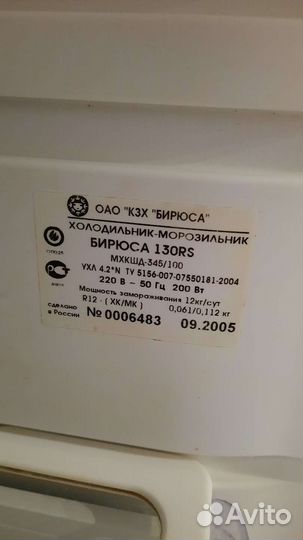 ОАО "КЗХ "БИРЮСА"
ХОЛОДИЛЬНИК-МОРОЗИЛЬНИК
БИРЮСА 130RS
МХКШД-345/100
УХЛ 4.2*N ТУ 5156-007-07550181-2004
220 В ~ 50 Гц 200 Вт
Мощность замораживания 12кг/сут
R12 - ( ХК/МК ) 0,061/0,112 кг
сделано в России № 0006483 09.2005
Avito